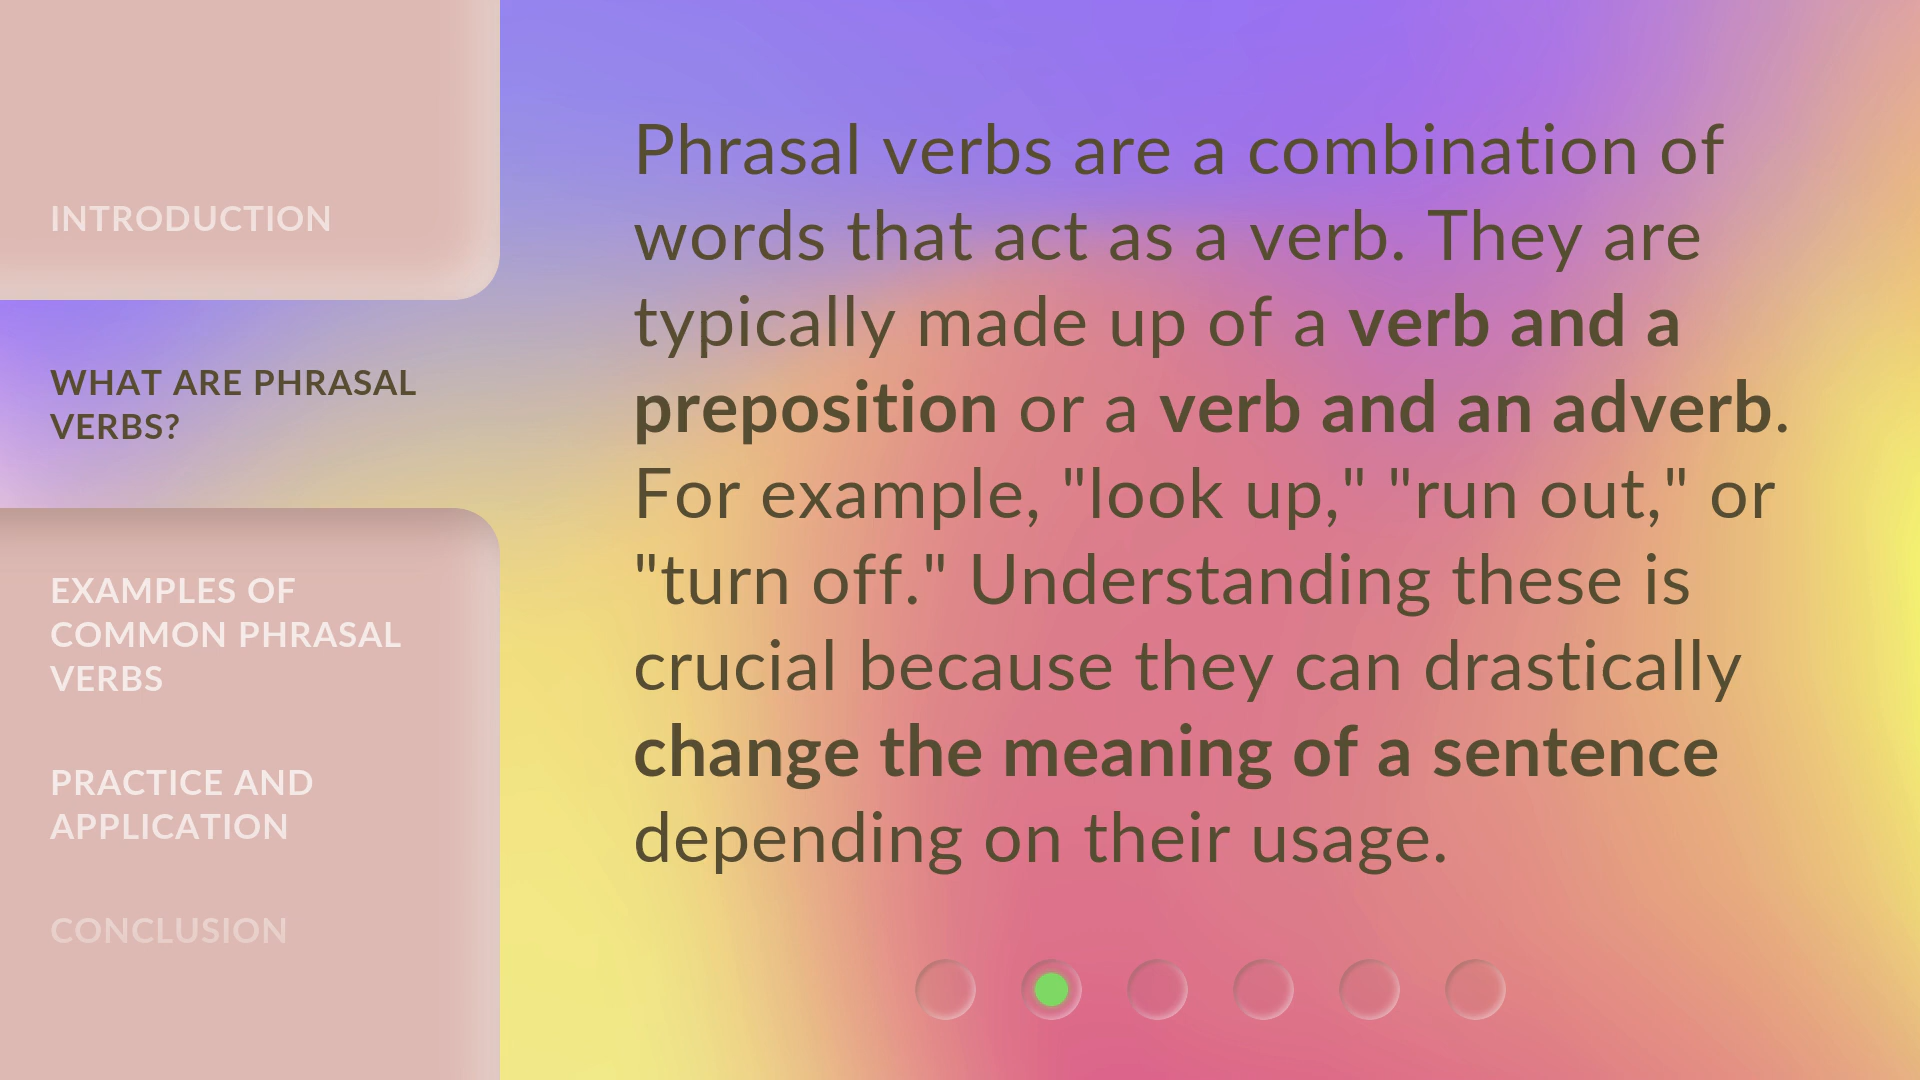 INTRODUCTION
WHAT ARE PHRASAL
VERBS?
EXAMPLES OF
COMMON PHRASAL
VERBS
PRACTICE AND
APPLICATION
CONCLUSION
Phrasal verbs are a combination of
words that act as a verb. They are
typically made up of a verb and a
preposition or a verb and an adverb.
For example, "look up," "run out," or
"turn off." Understanding these is
crucial because they can drastically
change the meaning of a sentence
depending on their usage.